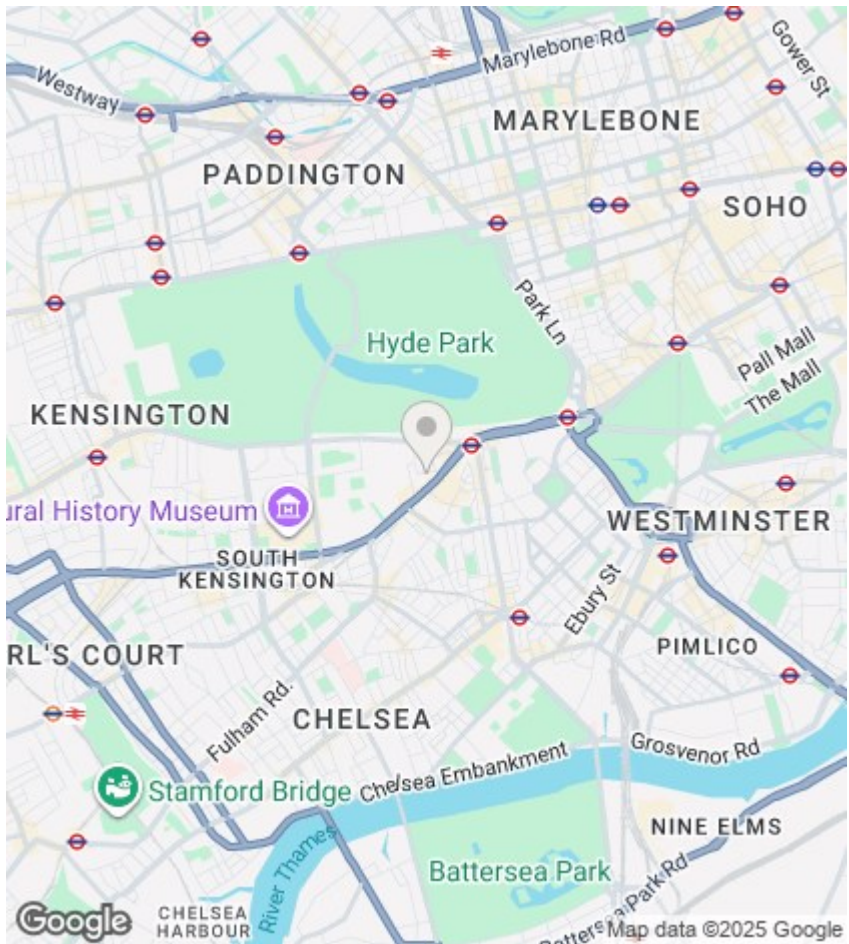 Marylebone Rd
Gower St
Westway
MARYLEBONE
PADDINGTON
SOHO
Park Ln
Hyde Park
Pall Mall
The Mall
KENSINGTON
ural History Museum
WESTMINSTER
SOUTH
KENSINGTON
Ebury St
RL'S COURT
PIMLICO
Fulham Rd.
CHELSEA
Grosvenor Rd
Chelsea Embankment
Stamford Bridge
NINE ELMS
River Thames
Battersea Park
Battersea Park Rd
Google
CHELSEA
HARBOUR
Map data ©2025 Google